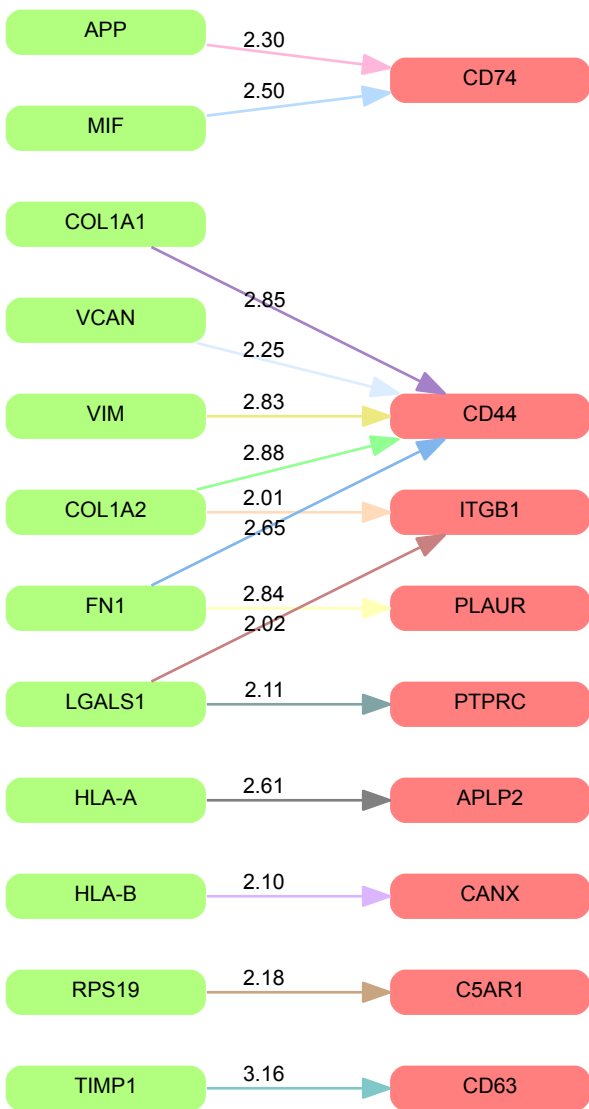 APP
2.30
CD74
MIF
2.50
COL1A1
2.85
VCAN
2.25
VIM
2.83
CD44
COL1A2
2.88
2.01
ITGB1
2.65
FN1
2.84
PLAUR
2.02
LGALS1
2.11
PTPRC
HLA-A
2.61
APLP2
HLA-B
2.10
CANX
RPS19
2.18
C5AR1
TIMP1
3.16
CD63